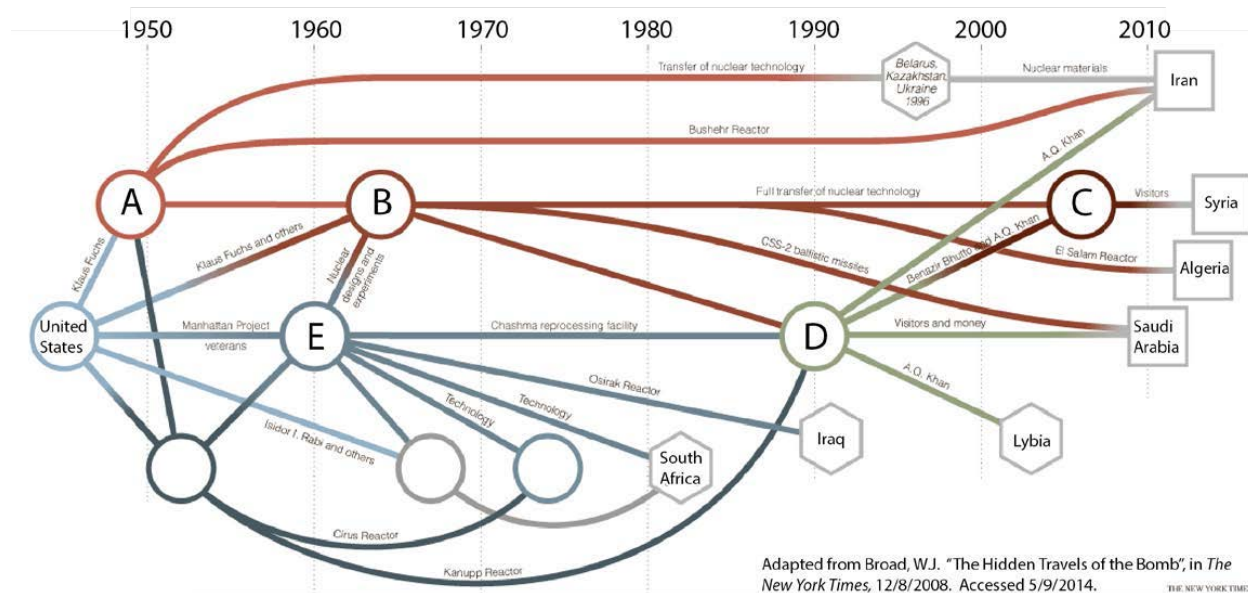 1950 1960 1970 1980 1990 2000 2010
Transfer of nuclear technology
Belarus,
Kazakhstan,
Ukraine
1996
Nuclear materials
Iran
Bushehr Reactor
A.Q. Khan
A
B
Full transfer of nuclear technology
C
Visitors
Syria
Klaus Fuchs
Klaus Fuchs and others
Nuclear
designs and
experiments
CSS-2 ballistic missiles
Benazir Bhutto and A.Q. Khan
El Salam Reactor
Algeria
United
States
Manhattan Project
veterans
E
Chashma reprocessing facility
D
Visitors and money
Saudi
Arabia
Osirak Reactor
A.Q. Khan
Technology
Technology
Isidor I. Rabi and others
South
Africa
Iraq
Lybia
Cirus Reactor
Kanupp Reactor
Adapted from Broad, W.J. "The Hidden Travels of the Bomb", in The
New York Times, 12/8/2008. Accessed 5/9/2014.
THE NEW YORK TIME